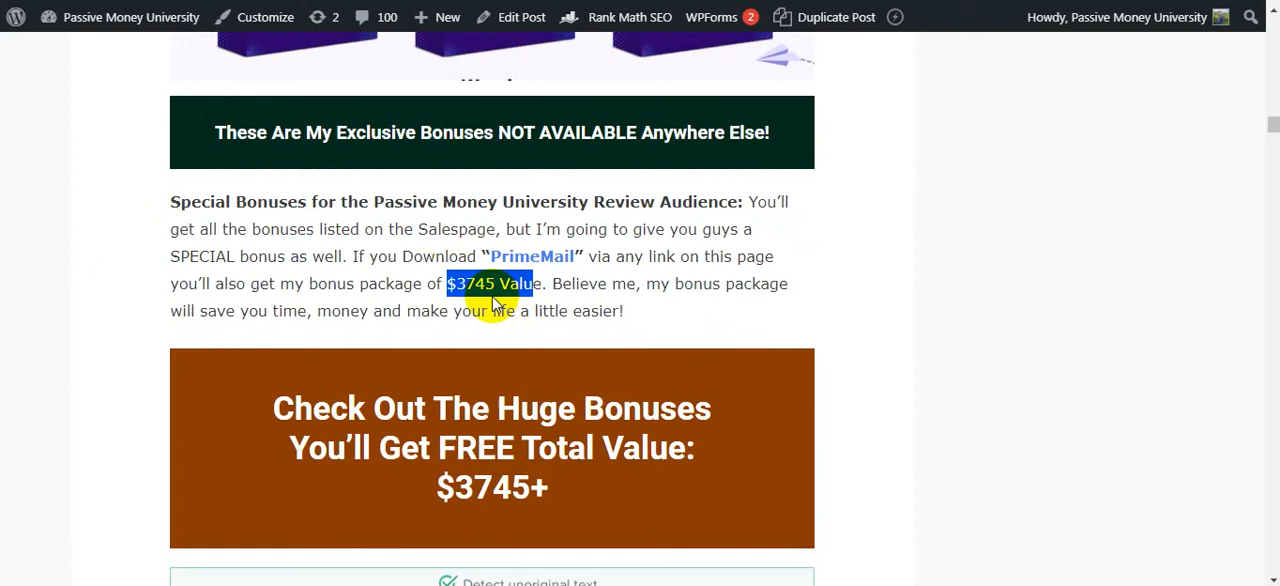 Passive Money University Customize 2 100 New Edit Post Rank Math SEO WPForms 2 Duplicate Post Howdy, Passive Money University
These Are My Exclusive Bonuses NOT AVAILABLE Anywhere Else!
Special Bonuses for the Passive Money University Review Audience: You’ll
get all the bonuses listed on the Salespage, but I’m going to give you guys a
SPECIAL bonus as well. If you Download “PrimeMail” via any link on this page
you’ll also get my bonus package of $3745 Value. Believe me, my bonus package
will save you time, money and make your life a little easier!
Check Out The Huge Bonuses
You’ll Get FREE Total Value:
$3745+
Detect unoriginal text